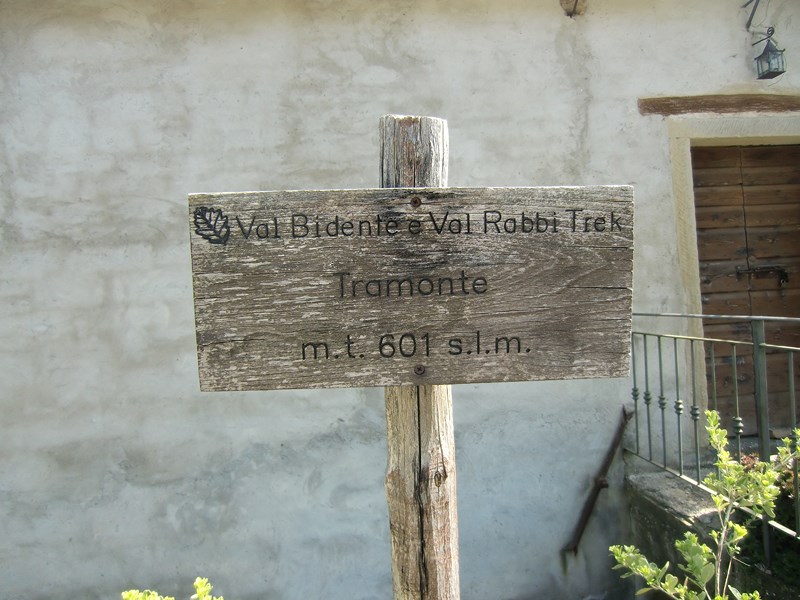 Val Bidente e Val Rabbi Trek
Tramonte
m.t. 601 s.l.m.